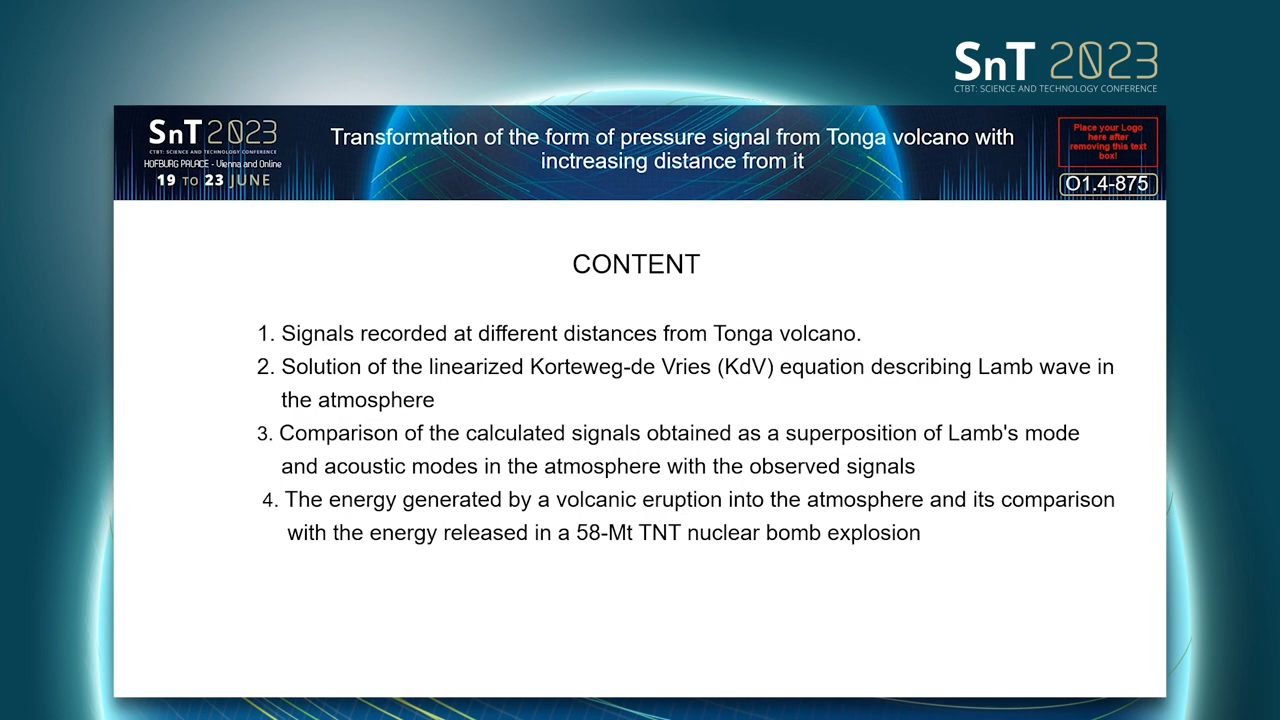 SnT 2023
CTBT: SCIENCE AND TECHNOLOGY CONFERENCE
SnT 2023
CTBT: SCIENCE AND TECHNOLOGY CONFERENCE
HOFBURG PALACE - Vienna and Online
19 TO 23 JUNE
Transformation of the form of pressure signal from Tonga volcano with
inctreasing distance from it
Place your Logo
here after
removing this text
box!
O1.4-875
CONTENT
1. Signals recorded at different distances from Tonga volcano.
2. Solution of the linearized Korteweg-de Vries (KdV) equation describing Lamb wave in
the atmosphere
3. Comparison of the calculated signals obtained as a superposition of Lamb's mode
and acoustic modes in the atmosphere with the observed signals
4. The energy generated by a volcanic eruption into the atmosphere and its comparison
with the energy released in a 58-Mt TNT nuclear bomb explosion